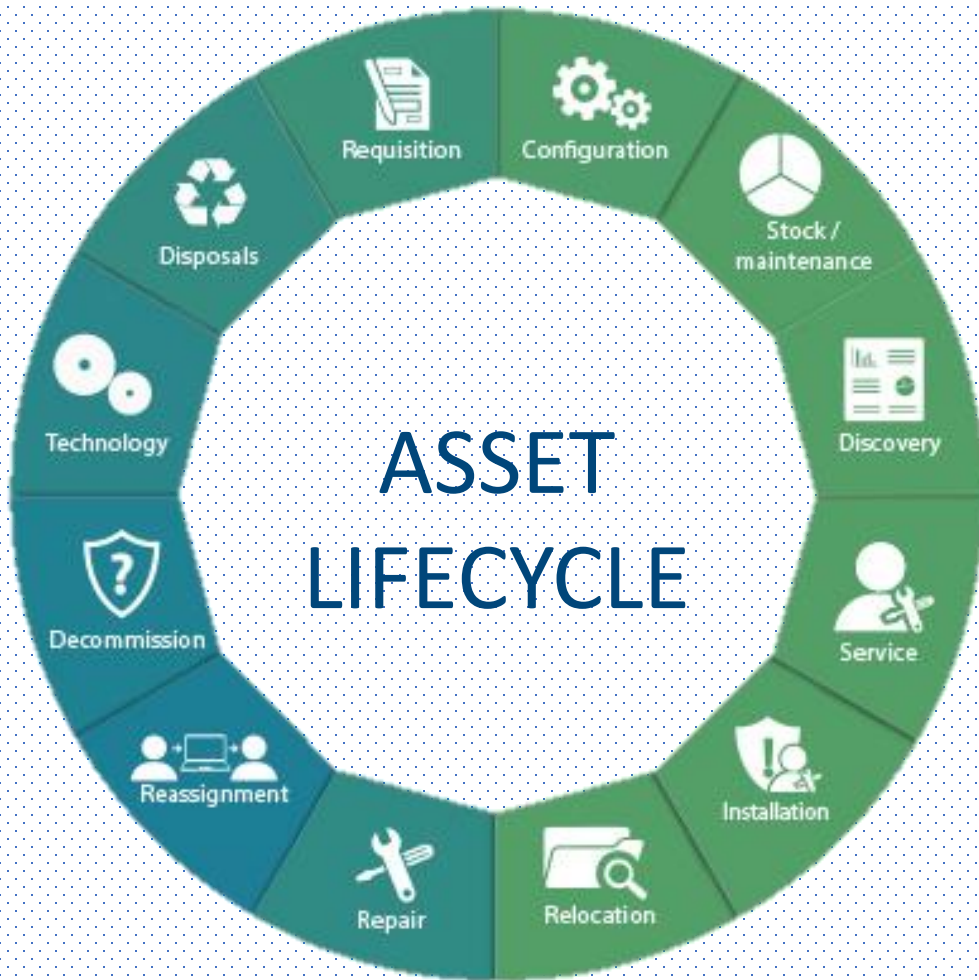 Requisition
Configuration
Stock /
maintenance
Discovery
Service
Installation
Relocation
Repair
Reassignment
Decommission
?
Technology
Disposals
ASSET
LIFECYCLE